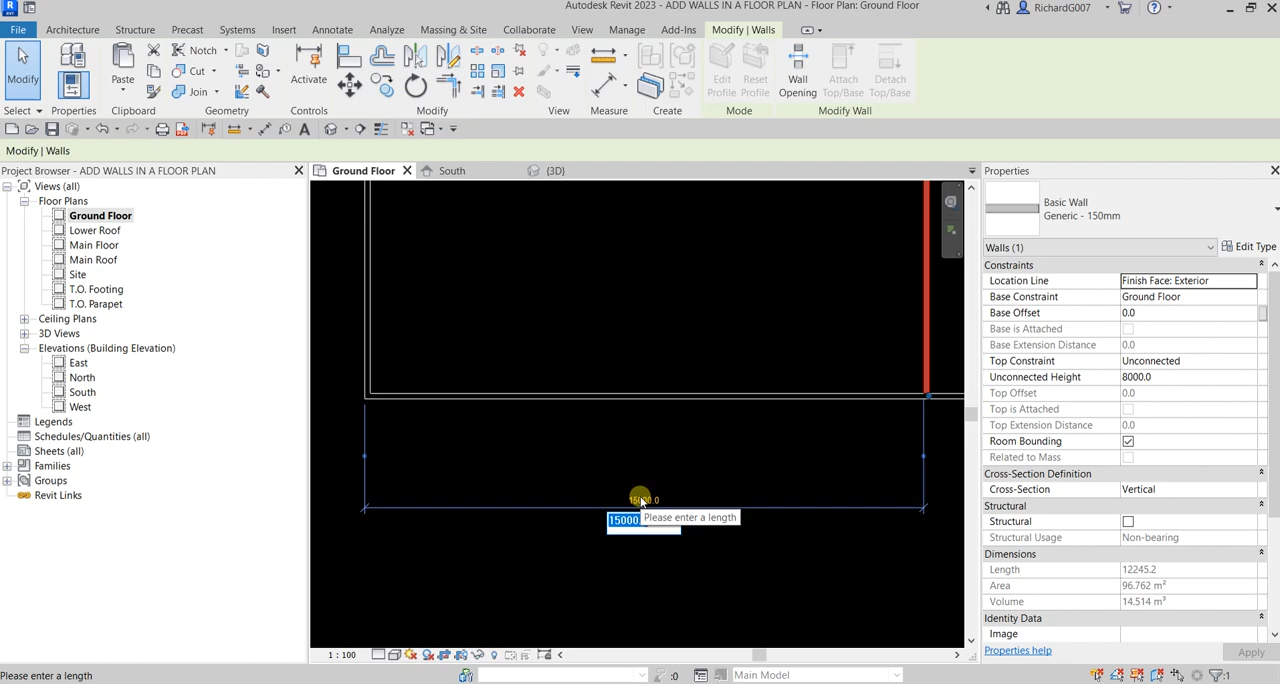 Autodesk Revit 2023 - ADD WALLS IN A FLOOR PLAN - Floor Plan: Ground Floor
RichardG007
File Architecture Structure Precast Systems Insert Annotate Analyze Massing & Site Collaborate View Manage Add-Ins Modify | Walls
Modify
Paste
Notch
Cut
Join
Activate
Edit Profile
Reset Profile
Wall Opening
Attach Top/Base
Detach Top/Base
Select Properties Clipboard Geometry Controls Modify View Measure Create Mode Modify Wall
Modify | Walls
Project Browser - ADD WALLS IN A FLOOR PLAN
Views (all)
Floor Plans
Ground Floor
Lower Roof
Main Floor
Main Roof
Site
T.O. Footing
T.O. Parapet
Ceiling Plans
3D Views
Elevations (Building Elevation)
East
North
South
West
Legends
Schedules/Quantities (all)
Sheets (all)
Families
Groups
Revit Links
Ground Floor
South
{3D}
15000.0
15000.
Please enter a length
1 : 100
Properties
Basic Wall
Generic - 150mm
Walls (1)
Edit Type
Constraints
Location Line Finish Face: Exterior
Base Constraint Ground Floor
Base Offset 0.0
Base is Attached
Base Extension Distance 0.0
Top Constraint Unconnected
Unconnected Height 8000.0
Top Offset 0.0
Top is Attached
Top Extension Distance 0.0
Room Bounding
Related to Mass
Cross-Section Definition
Cross-Section Vertical
Structural
Structural
Structural Usage Non-bearing
Dimensions
Length 12245.2
Area 96.762 m²
Volume 14.514 m³
Identity Data
Image
Properties help
Apply
Please enter a length
:0
Main Model
:1